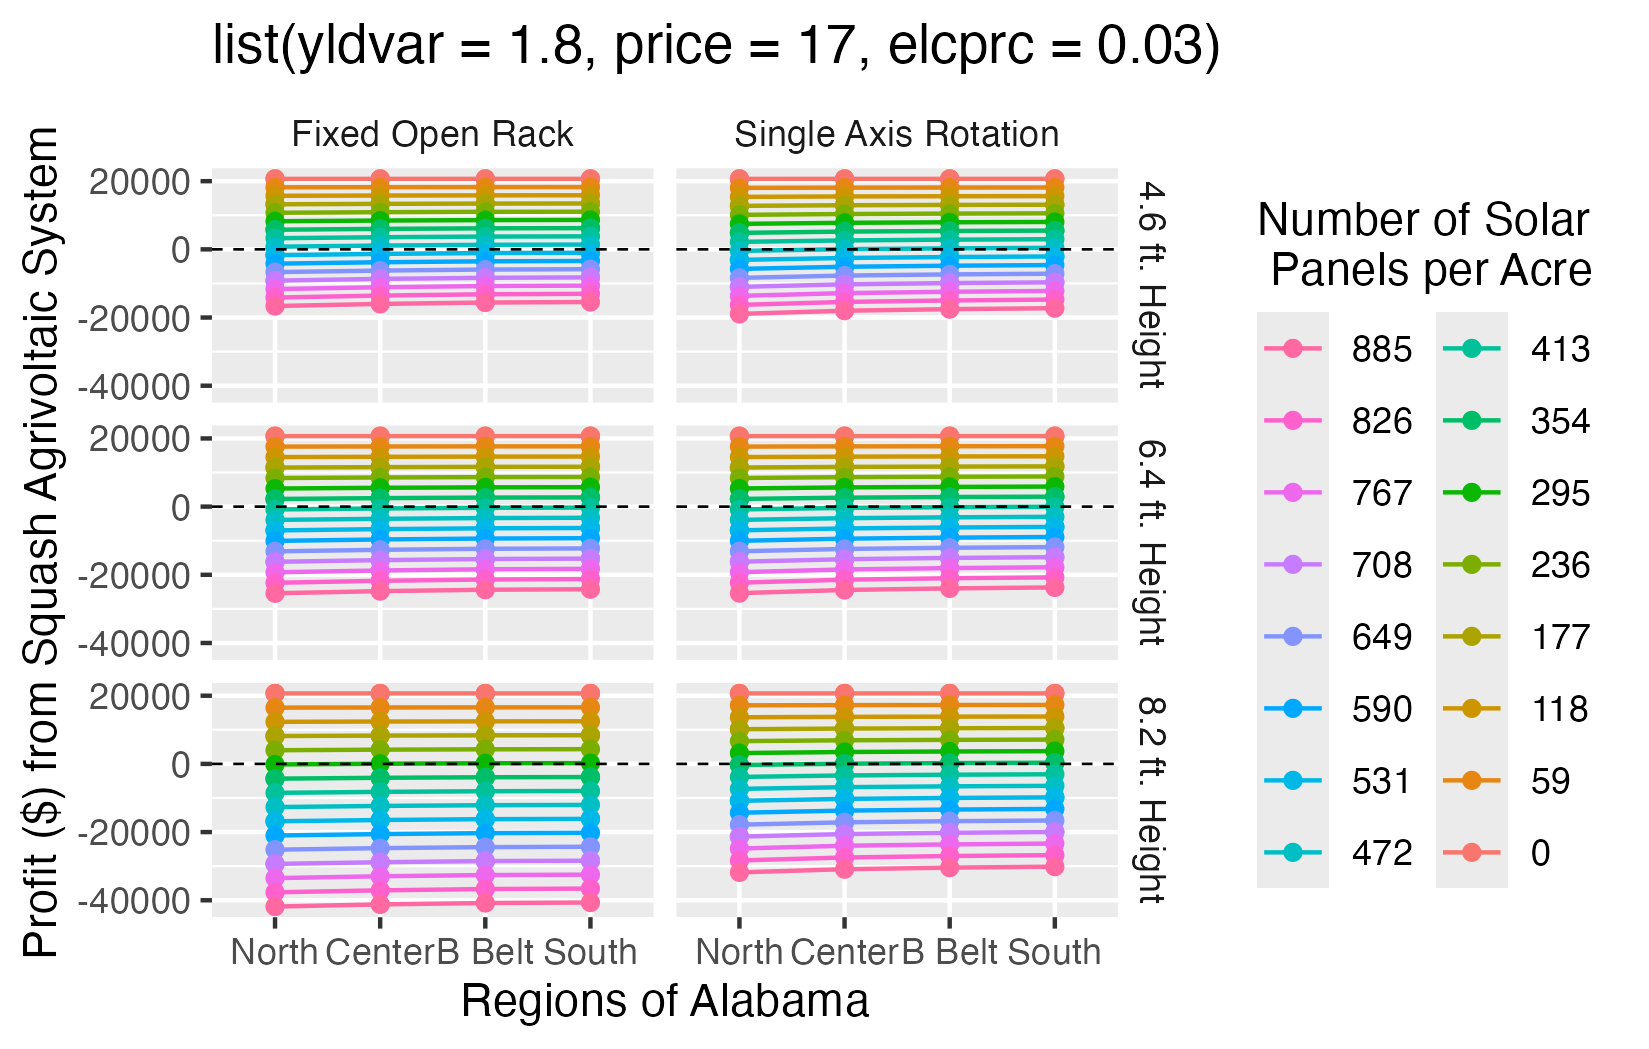 list(yldvar = 1.8, price = 17, elcprc = 0.03)
Fixed Open Rack
Single Axis Rotation
Profit ($) from Squash Agrivoltaic System
20000
0
-20000
-40000
4.6 ft. Height
20000
0
-20000
-40000
6.4 ft. Height
20000
0
-20000
-40000
8.2 ft. Height
North Center B Belt South
North Center B Belt South
Regions of Alabama
Number of Solar
Panels per Acre
885
826
767
708
649
590
531
472
413
354
295
236
177
118
59
0